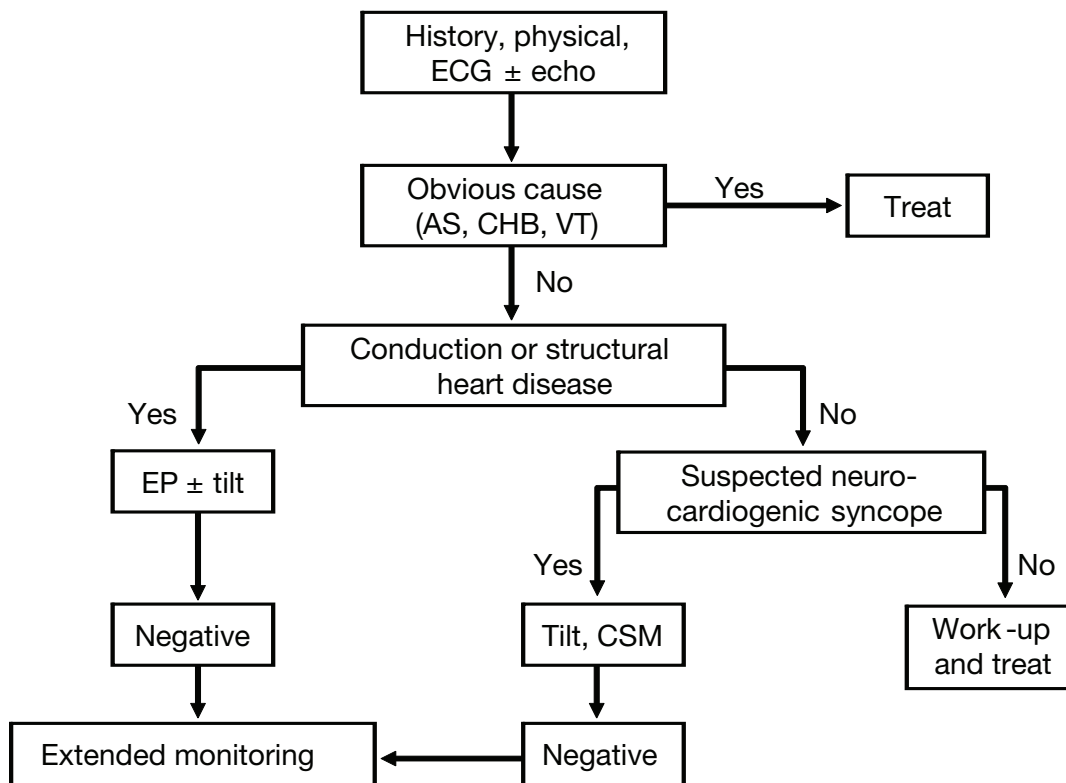 History, physical,
ECG ± echo
Obvious cause
(AS, CHB, VT)
Yes
Treat
No
Conduction or structural
heart disease
Yes
No
EP ± tilt
Suspected neuro-
cardiogenic syncope
Yes
No
Negative
Tilt, CSM
Work-up
and treat
Extended monitoring
Negative